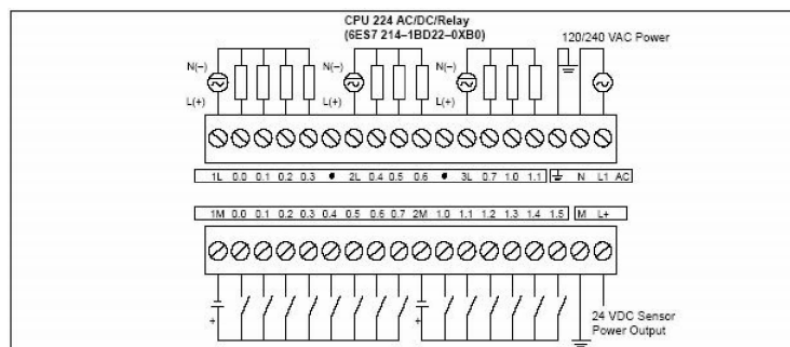 CPU 224 AC/DC/Relay
(6ES7 214–1BD22–0XB0)
120/240 VAC Power
N(–) N(–) N(–)
L(+) L(+) L(+)
1L 0.0 0.1 0.2 0.3 • 2L 0.4 0.5 0.6 • 3L 0.7 1.0 1.1 N L1 AC
1M 0.0 0.1 0.2 0.3 0.4 0.5 0.6 0.7 2M 1.0 1.1 1.2 1.3 1.4 1.5 M L+
+ +
24 VDC Sensor
Power Output